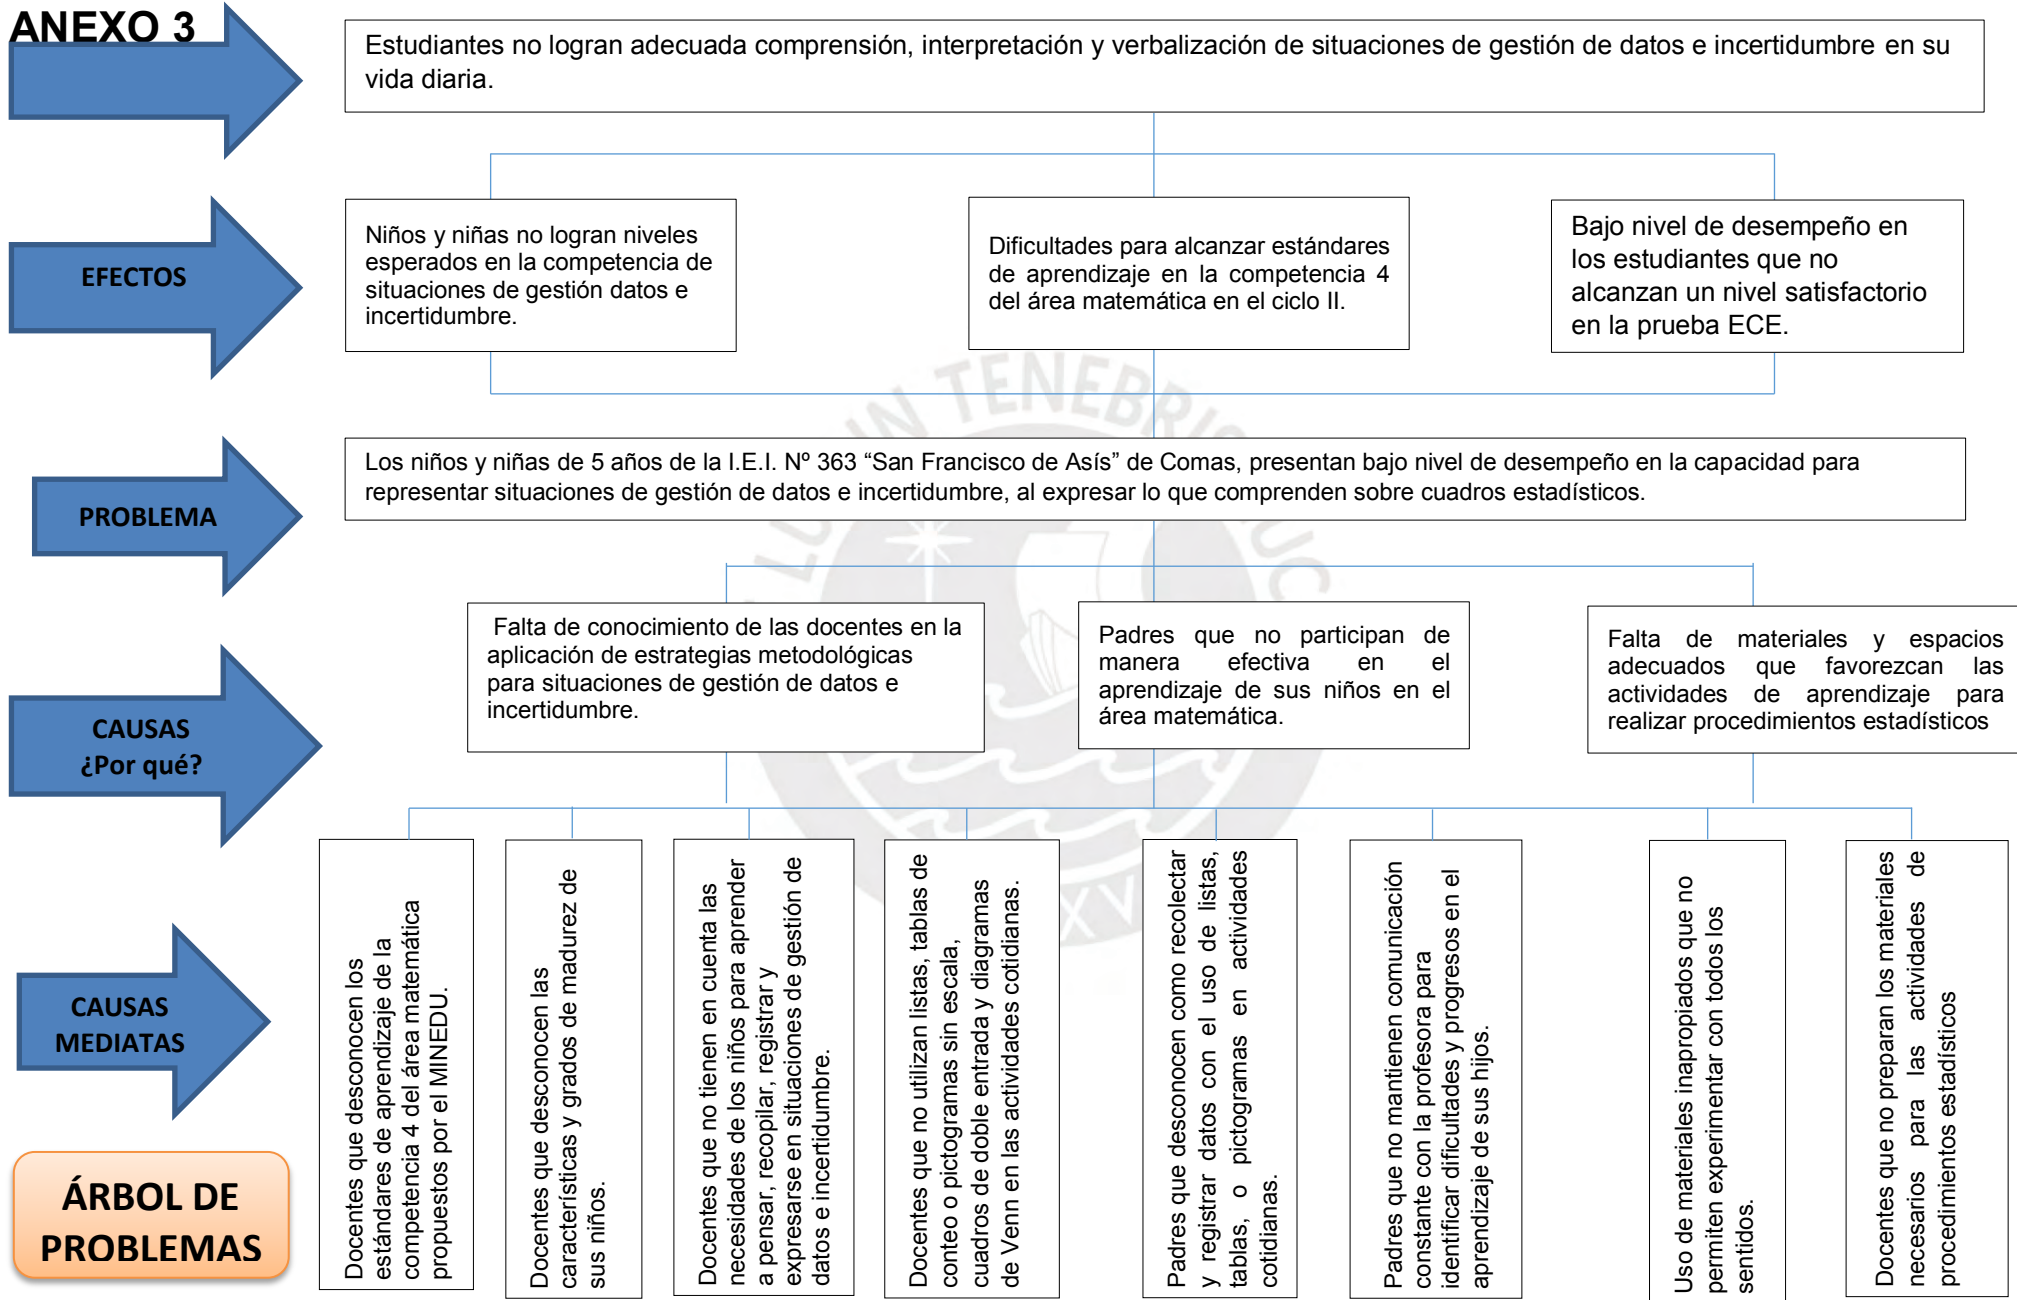 ANEXO 3
Estudiantes no logran adecuada comprensión, interpretación y verbalización de situaciones de gestión de datos e incertidumbre en su
vida diaria.
EFECTOS
Niños y niñas no logran niveles
esperados en la competencia de
situaciones de gestión datos e
incertidumbre.
Dificultades para alcanzar estándares
de aprendizaje en la competencia 4
del área matemática en el ciclo II.
Bajo nivel de desempeño en
los estudiantes que no
alcanzan un nivel satisfactorio
en la prueba ECE.
PROBLEMA
Los niños y niñas de 5 años de la I.E.I. Nº 363 “San Francisco de Asís” de Comas, presentan bajo nivel de desempeño en la capacidad para
representar situaciones de gestión de datos e incertidumbre, al expresar lo que comprenden sobre cuadros estadísticos.
CAUSAS
¿Por qué?
Falta de conocimiento de las docentes en la
aplicación de estrategias metodológicas
para situaciones de gestión de datos e
incertidumbre.
Padres que no participan de
manera efectiva en el
aprendizaje de sus niños en el
área matemática.
Falta de materiales y espacios
adecuados que favorezcan las
actividades de aprendizaje para
realizar procedimientos estadísticos
CAUSAS
MEDIATAS
Docentes que desconocen los
estándares de aprendizaje de la
competencia 4 del área matemática
propuestos por el MINEDU.
Docentes que desconocen las
características y grados de madurez de
sus niños.
Docentes que no tienen en cuenta las
necesidades de los niños para aprender
a pensar, recopilar, registrar y
expresarse en situaciones de gestión de
datos e incertidumbre.
Docentes que no utilizan listas, tablas de
conteo o pictogramas sin escala,
cuadros de doble entrada y diagramas
de Venn en las actividades cotidianas.
Padres que desconocen como recolectar
y registrar datos con el uso de listas,
tablas, o pictogramas en actividades
cotidianas.
Padres que no mantienen comunicación
constante con la profesora para
identificar dificultades y progresos en el
aprendizaje de sus hijos.
Uso de materiales inapropiados que no
permiten experimentar con todos los
sentidos.
Docentes que no preparan los materiales
necesarios para las actividades de
procedimientos estadísticos
ÁRBOL DE
PROBLEMAS